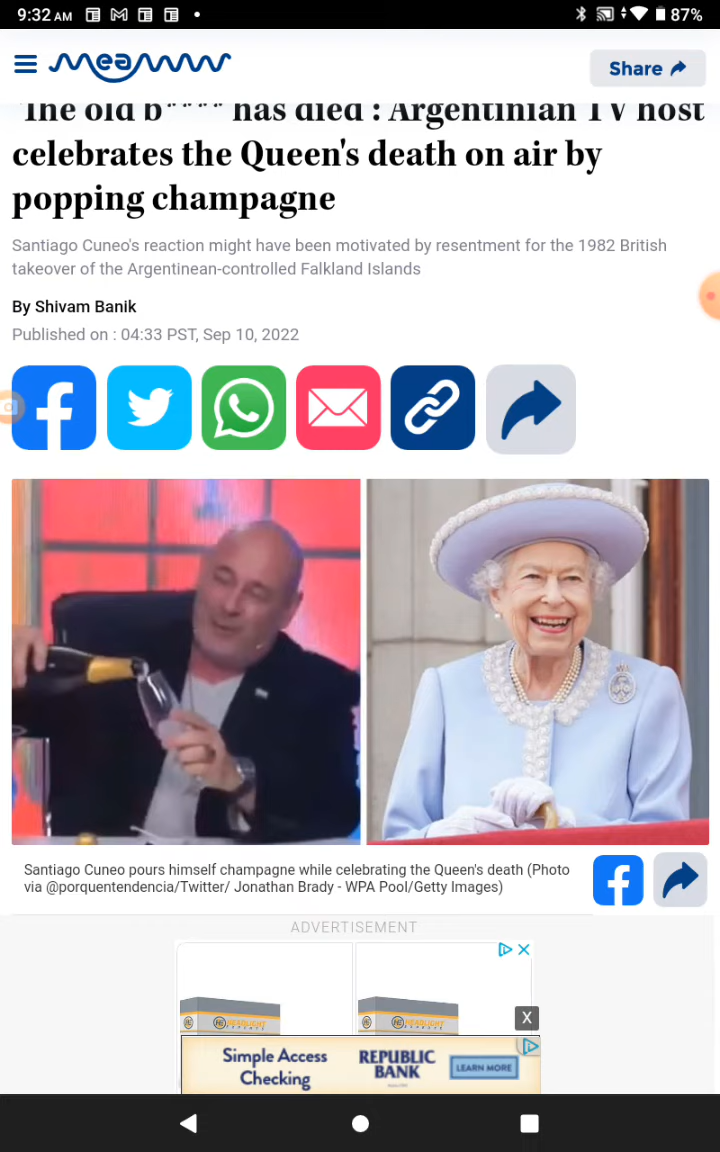 9:32 AM
87%
meaww
Share
'The old b**** has died': Argentinian TV host
celebrates the Queen's death on air by
popping champagne
Santiago Cuneo's reaction might have been motivated by resentment for the 1982 British
takeover of the Argentinean-controlled Falkland Islands
By Shivam Banik
Published on : 04:33 PST, Sep 10, 2022
Santiago Cuneo pours himself champagne while celebrating the Queen's death (Photo
via @porquentendencia/Twitter/ Jonathan Brady - WPA Pool/Getty Images)
ADVERTISEMENT
HEADLIGHT
HEADLIGHT
X
Simple Access
Checking
REPUBLIC
BANK
LEARN MORE